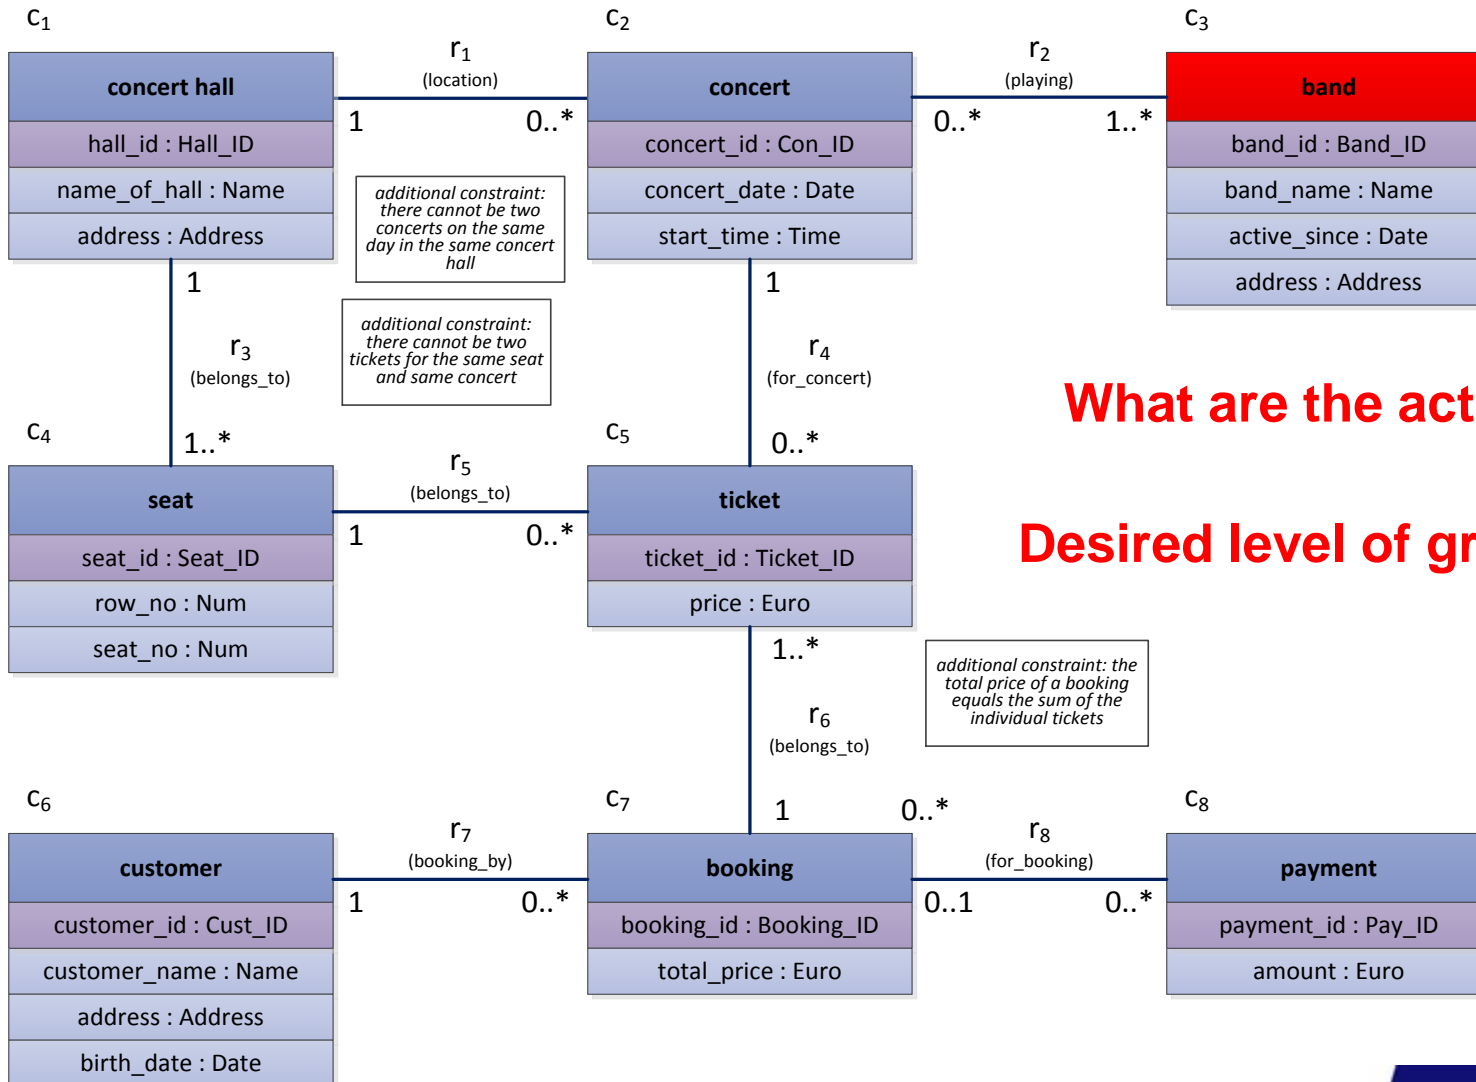 c1
c2
c3
concert hall
hall_id : Hall_ID
name_of_hall : Name
address : Address
r1
(location)
1
0..*
concert
concert_id : Con_ID
concert_date : Date
start_time : Time
r2
(playing)
0..*
1..*
band
band_id : Band_ID
band_name : Name
active_since : Date
address : Address
additional constraint:
there cannot be two
concerts on the same
day in the same concert
hall
1
r3
(belongs_to)
1..*
additional constraint:
there cannot be two
tickets for the same seat
and same concert
1
r4
(for_concert)
0..*
What are the act
Desired level of gr
c4
c5
seat
seat_id : Seat_ID
row_no : Num
seat_no : Num
r5
(belongs_to)
1
0..*
ticket
ticket_id : Ticket_ID
price : Euro
1..*
r6
(belongs_to)
1
additional constraint: the
total price of a booking
equals the sum of the
individual tickets
c6
c7
0..*
c8
customer
customer_id : Cust_ID
customer_name : Name
address : Address
birth_date : Date
r7
(booking_by)
1
0..*
booking
booking_id : Booking_ID
total_price : Euro
r8
(for_booking)
0..1
0..*
payment
payment_id : Pay_ID
amount : Euro